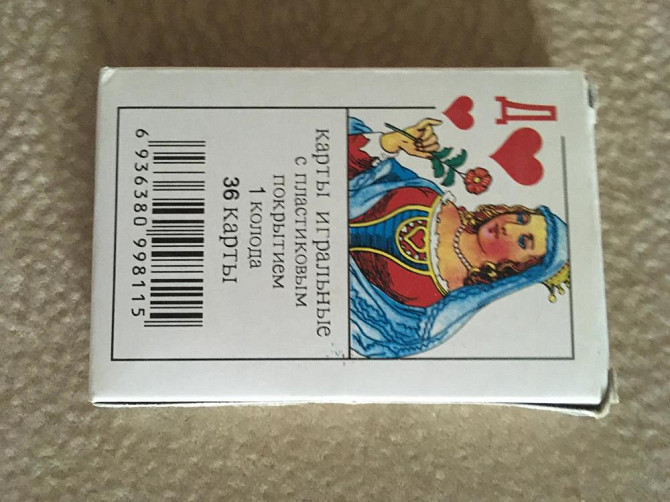 Д
карты игральные
с пластиковым
покрытием
1 колода
36 карты
6 936380 998115